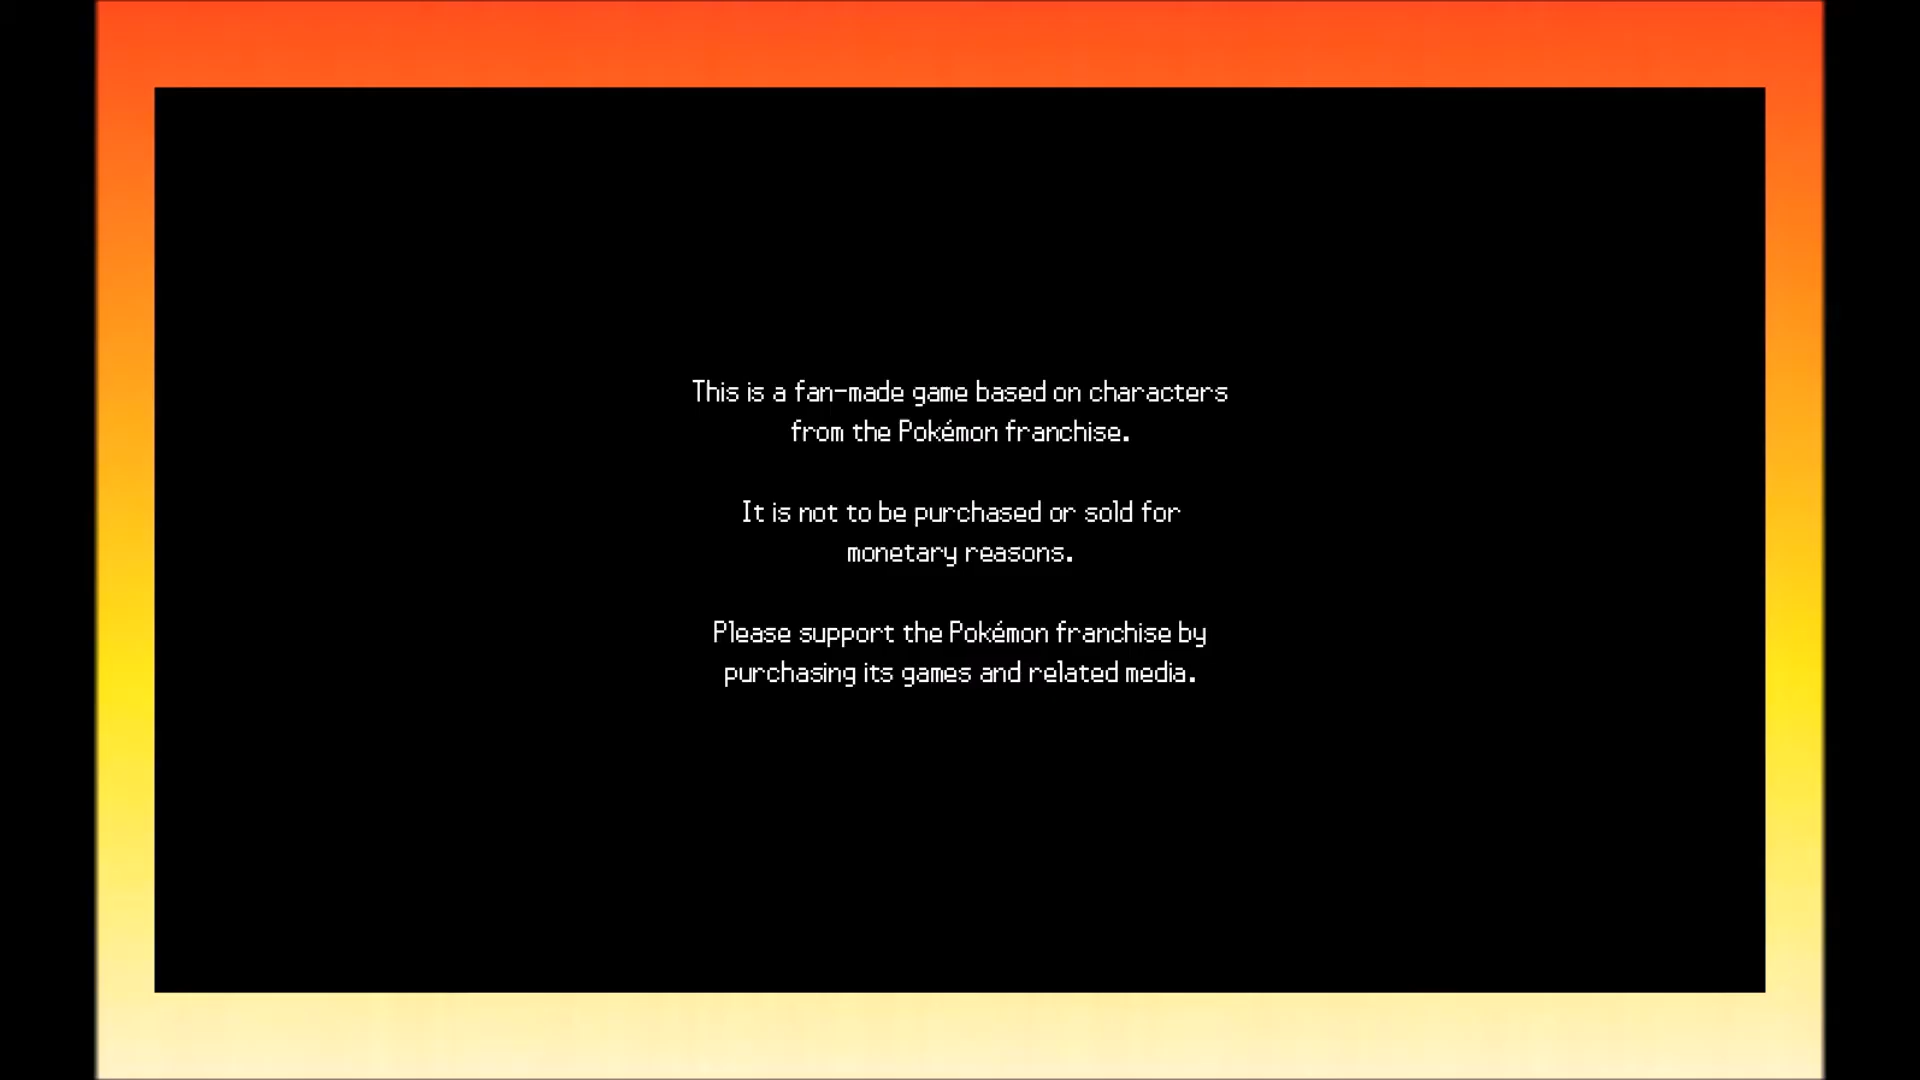 This is a fan-made game based on characters
from the Pokémon franchise.
It is not to be purchased or sold for
monetary reasons.
Please support the Pokémon franchise by
purchasing its games and related media.